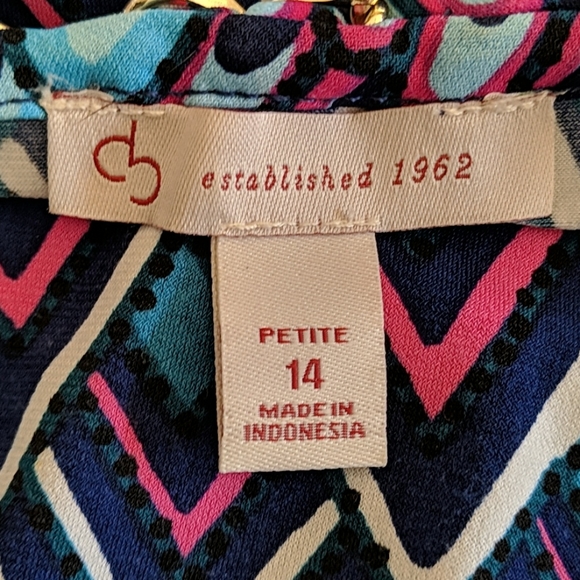 cb established 1962
PETITE
14
MADE IN
INDONESIA